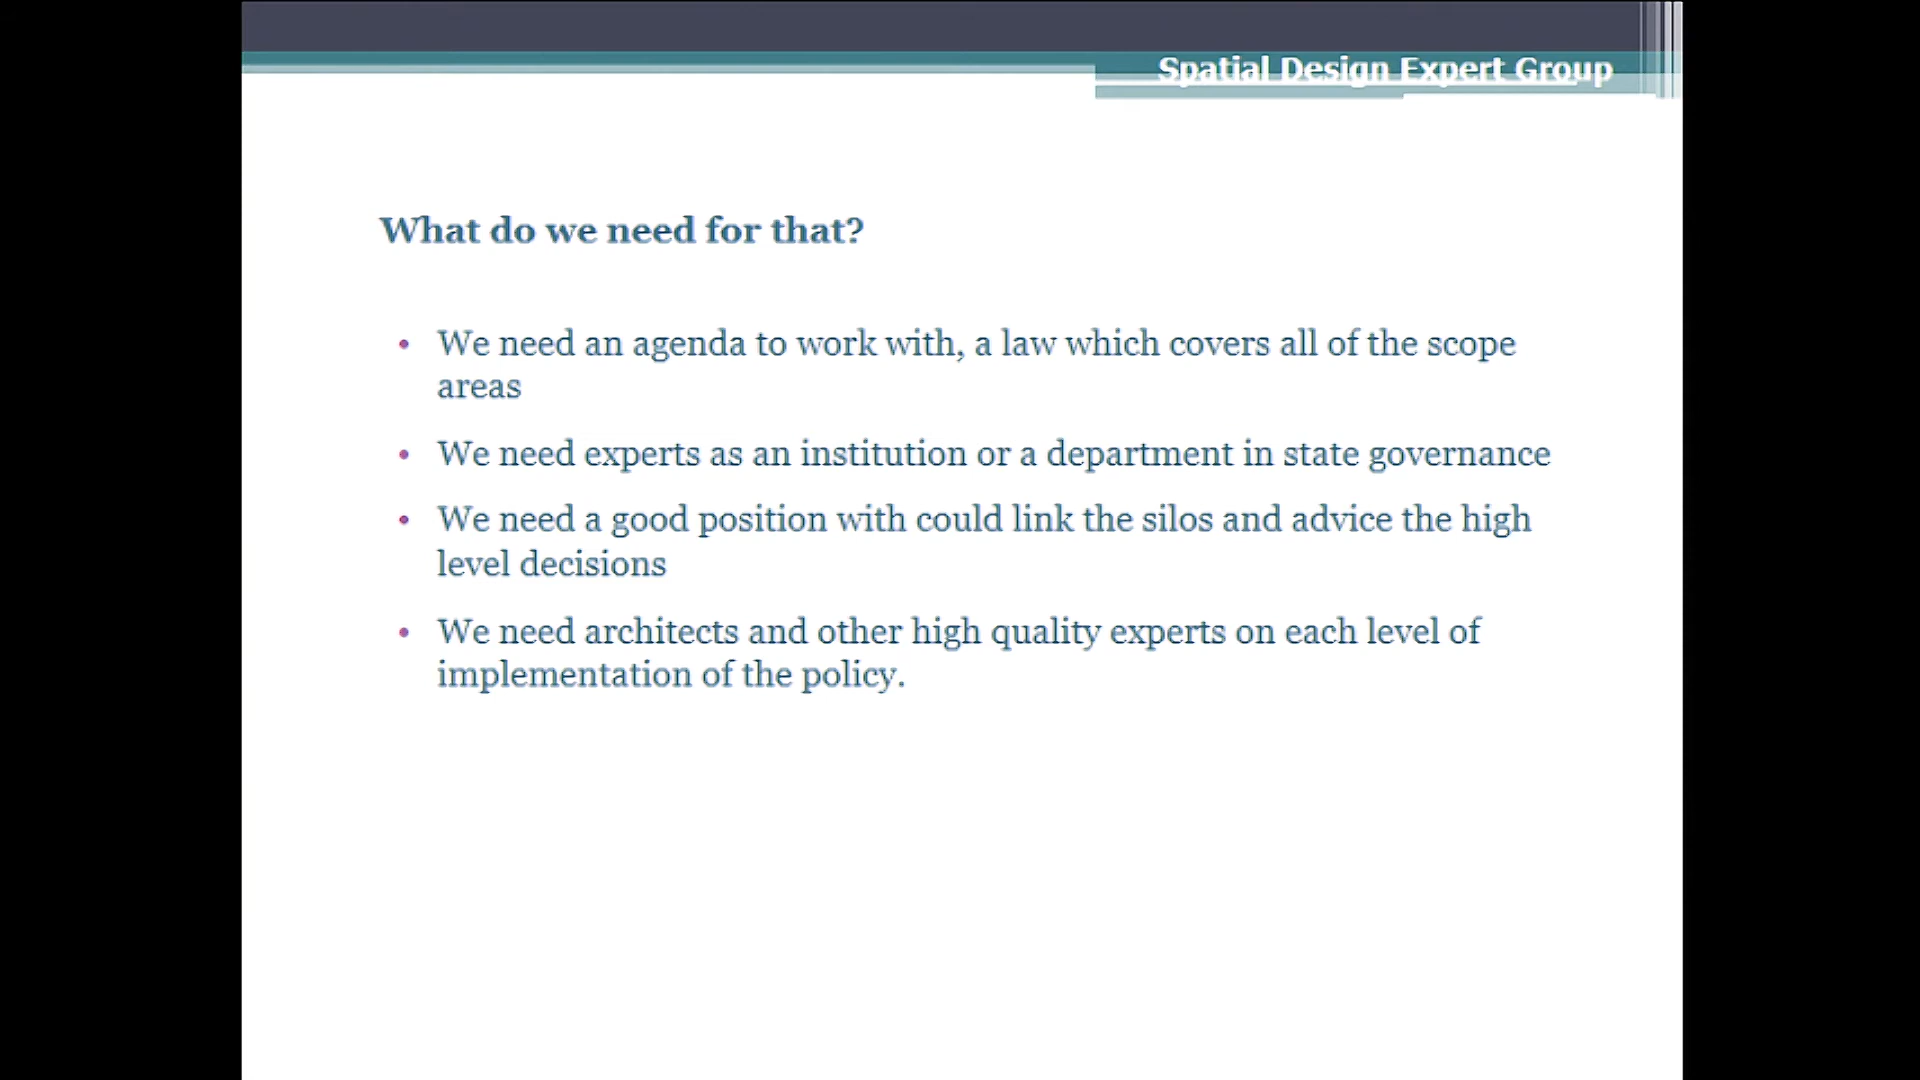 Spatial Design Expert Group
What do we need for that?
• We need an agenda to work with, a law which covers all of the scope
areas
• We need experts as an institution or a department in state governance
• We need a good position with could link the silos and advice the high
level decisions
• We need architects and other high quality experts on each level of
implementation of the policy.